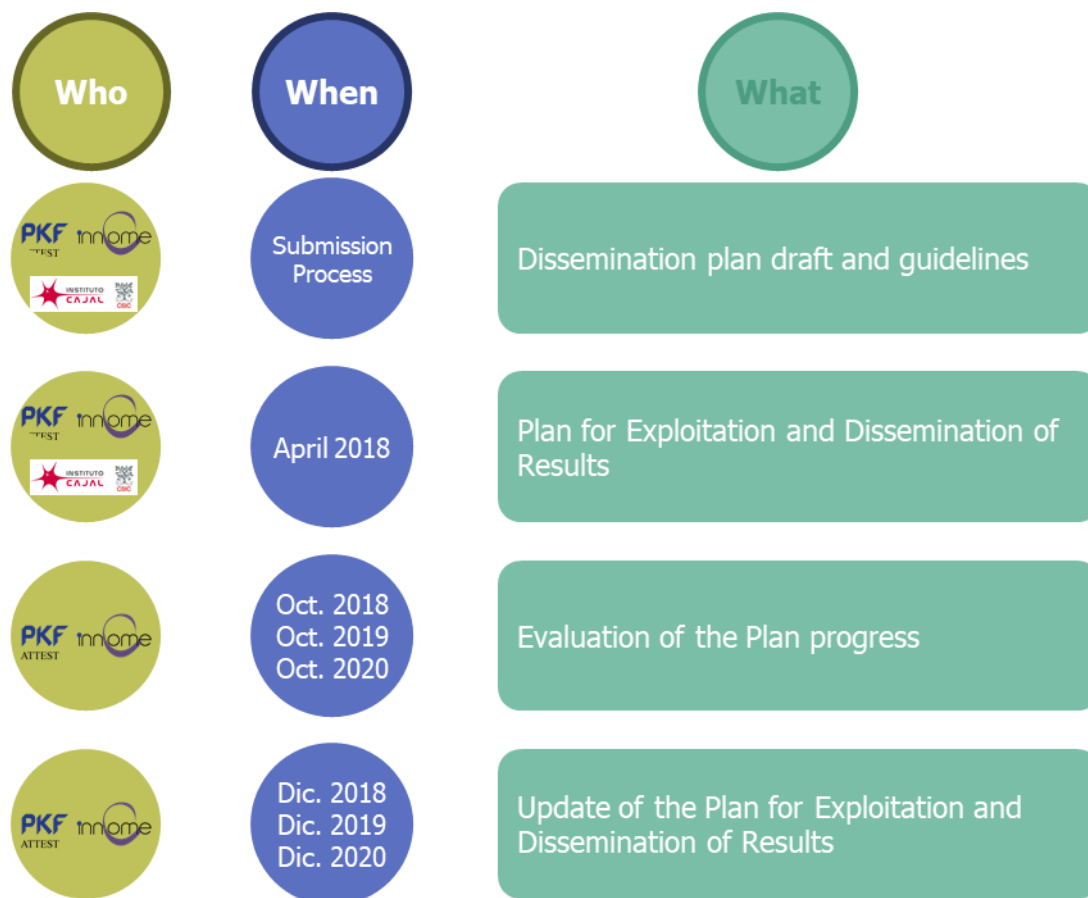 Who
When
What
PKF innome
TEST
INSTITUTO
CAJAL
CSIC
Submission
Process
Dissemination plan draft and guidelines
PKF innome
TTEST
INSTITUTO
CAJAL
CSIC
April 2018
Plan for Exploitation and Dissemination of
Results
PKF innome
ATTEST
Oct. 2018
Oct. 2019
Oct. 2020
Evaluation of the Plan progress
PKF innome
ATTEST
Dic. 2018
Dic. 2019
Dic. 2020
Update of the Plan for Exploitation and
Dissemination of Results